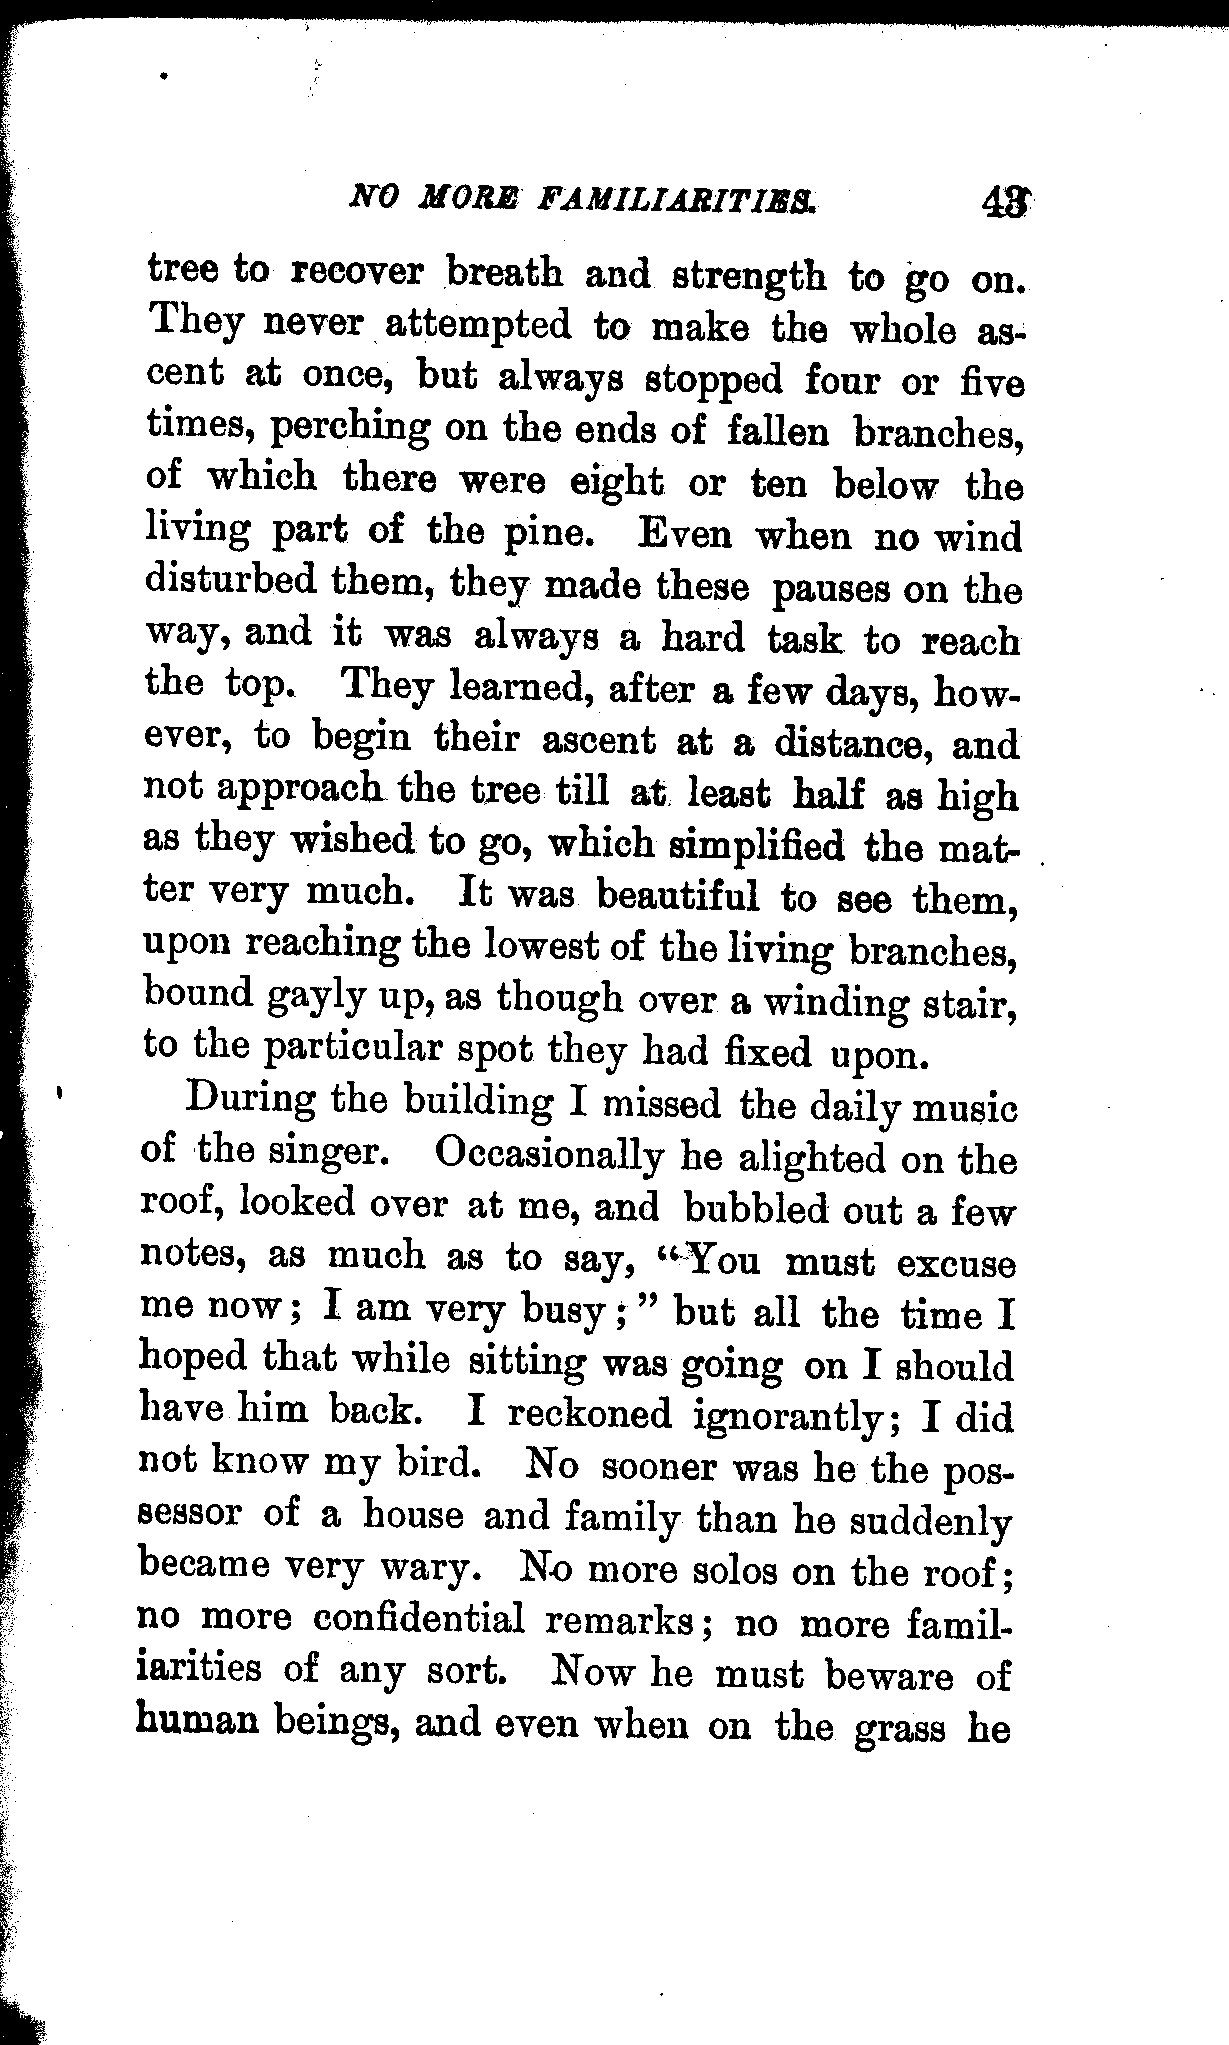 NO MORE FAMILIARITIES. 43
tree to recover breath and strength to go on.
They never attempted to make the whole as-
cent at once, but always stopped four or five
times, perching on the ends of fallen branches,
of which there were eight or ten below the
living part of the pine. Even when no wind
disturbed them, they made these pauses on the
way, and it was always a hard task to reach
the top. They learned, after a few days, how-
ever, to begin their ascent at a distance, and
not approach the tree till at least half as high
as they wished to go, which simplified the mat-
ter very much. It was beautiful to see them,
upon reaching the lowest of the living branches,
bound gayly up, as though over a winding stair,
to the particular spot they had fixed upon.
During the building I missed the daily music
of the singer. Occasionally he alighted on the
roof, looked over at me, and bubbled out a few
notes, as much as to say, "You must excuse
me now; I am very busy;" but all the time I
hoped that while sitting was going on I should
have him back. I reckoned ignorantly; I did
not know my bird. No sooner was he the pos-
sessor of a house and family than he suddenly
became very wary. No more solos on the roof;
no more confidential remarks; no more famil-
iarities of any sort. Now he must beware of
human beings, and even when on the grass he